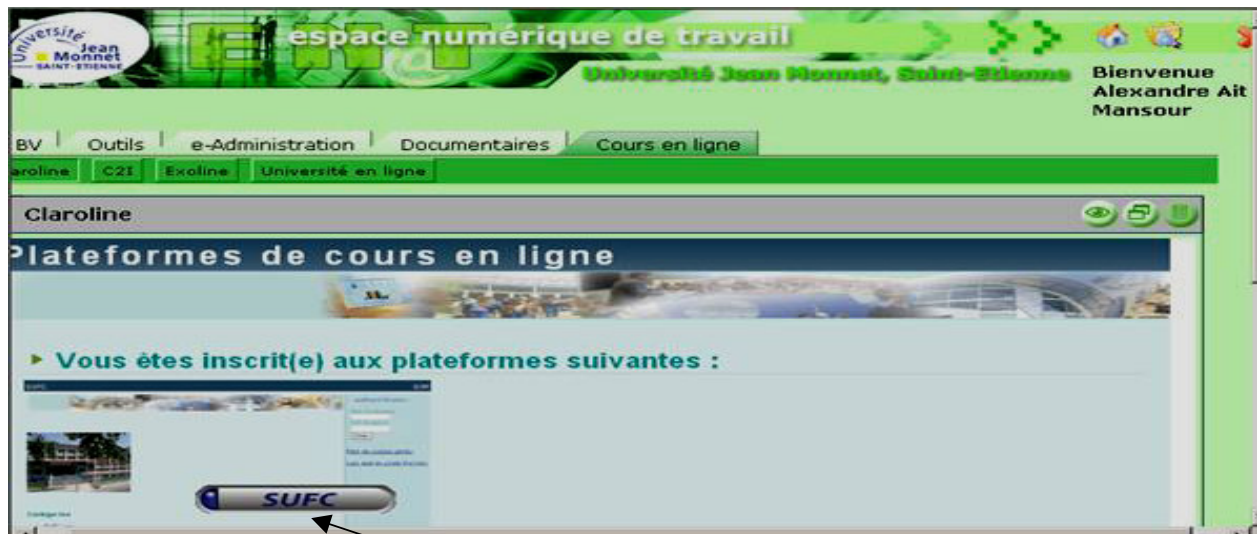 Université
Jean
Monnet
SAINT-ETIENNE
ENT
espace numérique de travail
Université Jean Monnet, Saint-Etienne
Bienvenue
Alexandre Ait
Mansour
BV Outils e-Administration Documentaires Cours en ligne
aroline C2I Exoline Université en ligne
Claroline
Plateformes de cours en ligne
Vous êtes inscrit(e) aux plateformes suivantes :
SUFC
SUFC